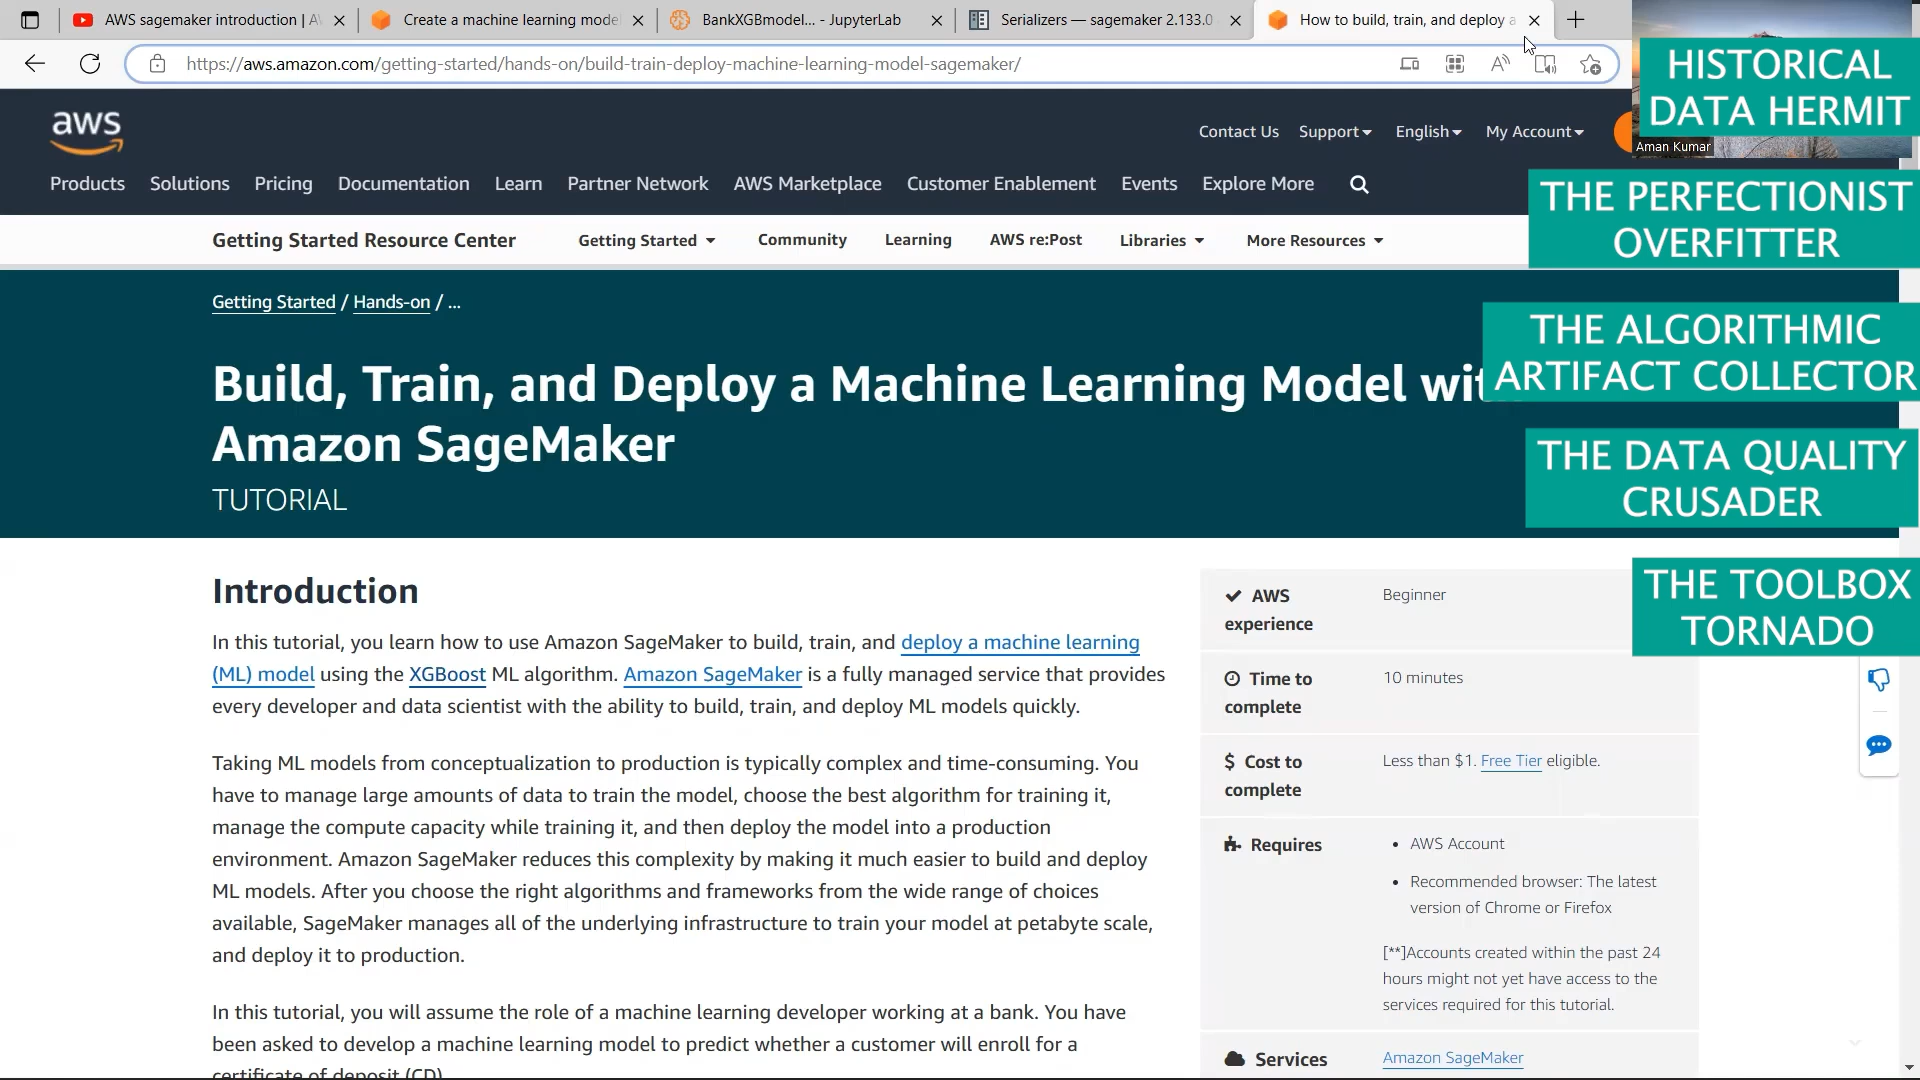 AWS sagemaker introduction | A
Create a machine learning mode
BankXGBmodel... - JupyterLab
Serializers — sagemaker 2.133.0
How to build, train, and deploy a
https://aws.amazon.com/getting-started/hands-on/build-train-deploy-machine-learning-model-sagemaker/
aws
Contact Us
Support
English
My Account
Aman Kumar
Products
Solutions
Pricing
Documentation
Learn
Partner Network
AWS Marketplace
Customer Enablement
Events
Explore More
HISTORICAL
DATA HERMIT
THE PERFECTIONIST
OVERFITTER
Getting Started Resource Center
Getting Started
Community
Learning
AWS re:Post
Libraries
More Resources
Getting Started / Hands-on / ...
THE ALGORITHMIC
ARTIFACT COLLECTOR
Build, Train, and Deploy a Machine Learning Model wit
Amazon SageMaker
TUTORIAL
THE DATA QUALITY
CRUSADER
THE TOOLBOX
TORNADO
Introduction
In this tutorial, you learn how to use Amazon SageMaker to build, train, and deploy a machine learning
(ML) model using the XGBoost ML algorithm. Amazon SageMaker is a fully managed service that provides
every developer and data scientist with the ability to build, train, and deploy ML models quickly.
Taking ML models from conceptualization to production is typically complex and time-consuming. You
have to manage large amounts of data to train the model, choose the best algorithm for training it,
manage the compute capacity while training it, and then deploy the model into a production
environment. Amazon SageMaker reduces this complexity by making it much easier to build and deploy
ML models. After you choose the right algorithms and frameworks from the wide range of choices
available, SageMaker manages all of the underlying infrastructure to train your model at petabyte scale,
and deploy it to production.
In this tutorial, you will assume the role of a machine learning developer working at a bank. You have
been asked to develop a machine learning model to predict whether a customer will enroll for a
certificate of deposit (CD).
AWS
experience
Beginner
Time to
complete
10 minutes
$ Cost to
complete
Less than $1. Free Tier eligible.
Requires
• AWS Account
• Recommended browser: The latest
version of Chrome or Firefox
[**]Accounts created within the past 24
hours might not yet have access to the
services required for this tutorial.
Services
Amazon SageMaker